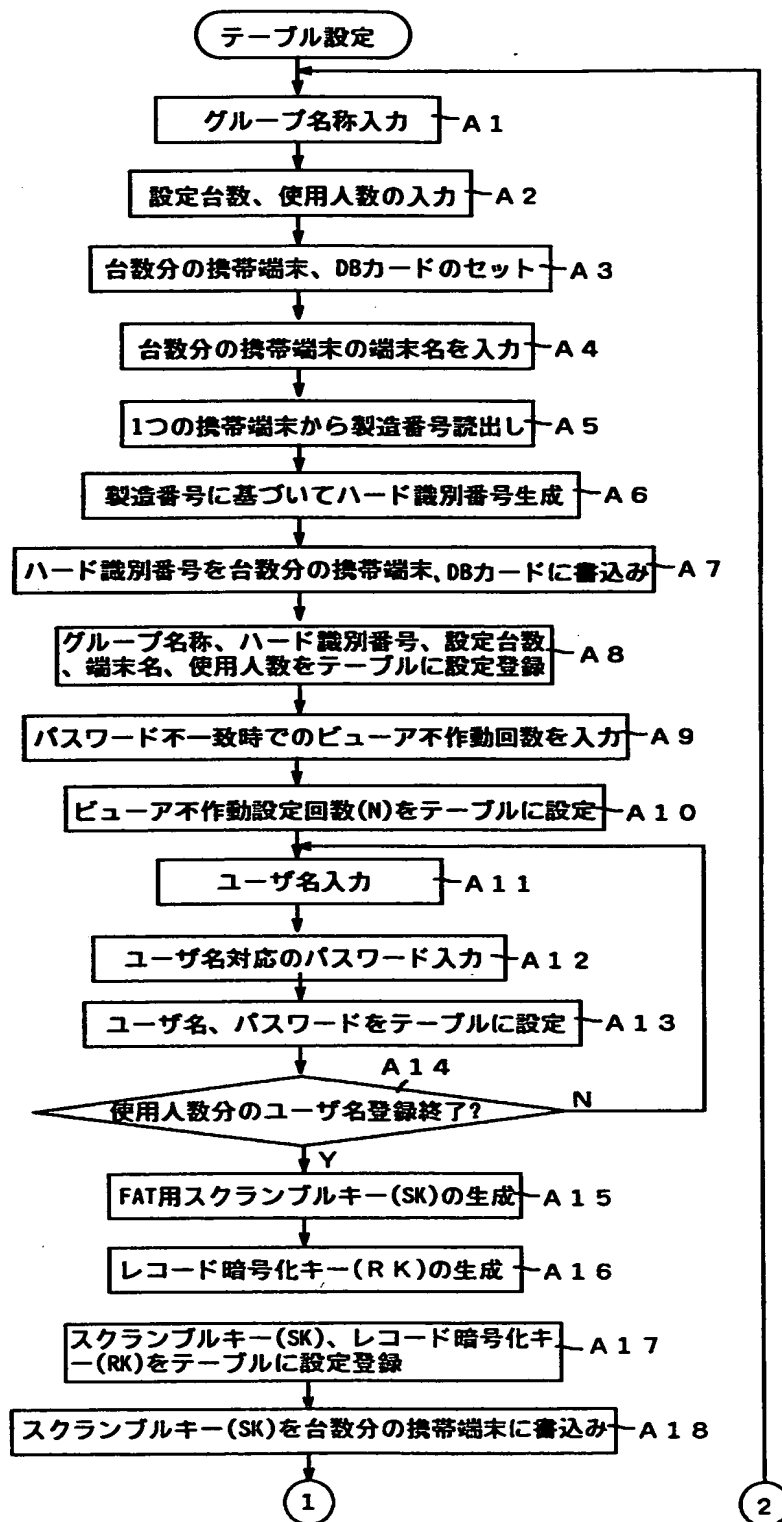 テーブル設定
グループ名称入力 A1
設定台数、使用人数の入力 A2
台数分の携帯端末、DBカードのセット A3
台数分の携帯端末の端末名を入力 A4
1つの携帯端末から製造番号読出し A5
製造番号に基づいてハード識別番号生成 A6
ハード識別番号を台数分の携帯端末、DBカードに書込み A7
グループ名称、ハード識別番号、設定台数
、端末名、使用人数をテーブルに設定登録 A8
パスワード不一致時でのビューア不作動回数を入力 A9
ビューア不作動設定回数(N)をテーブルに設定 A10
ユーザ名入力 A11
ユーザ名対応のパスワード入力 A12
ユーザ名、パスワードをテーブルに設定 A13
A14
使用人数分のユーザ名登録終了? N
Y
FAT用スクランブルキー(SK)の生成 A15
レコード暗号化キー(RK)の生成 A16
スクランブルキー(SK)、レコード暗号化キ
ー(RK)をテーブルに設定登録 A17
スクランブルキー(SK)を台数分の携帯端末に書込み A18
1
2